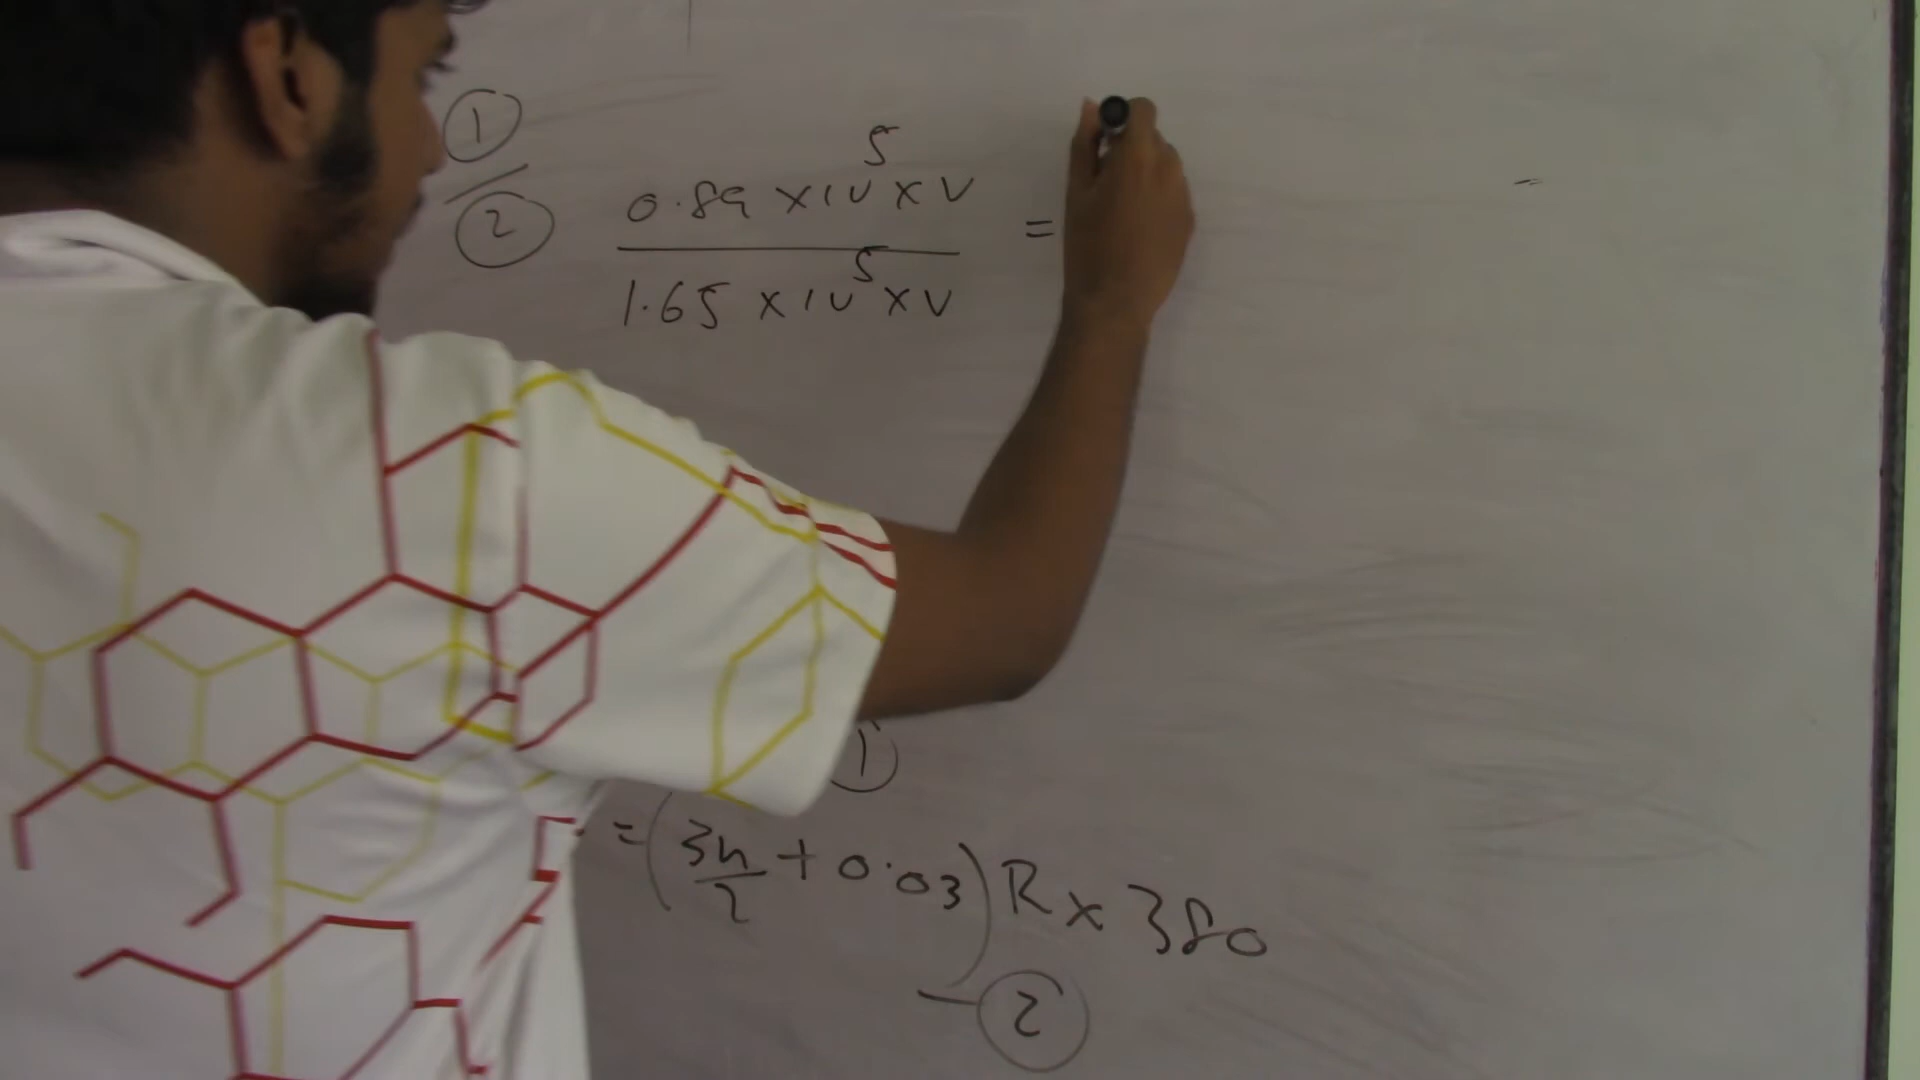 ①/②
0.89 x 10^5 x V / 1.65 x 10^5 x V =
①
= (3n/2 + 0.03) R x 380
— ②